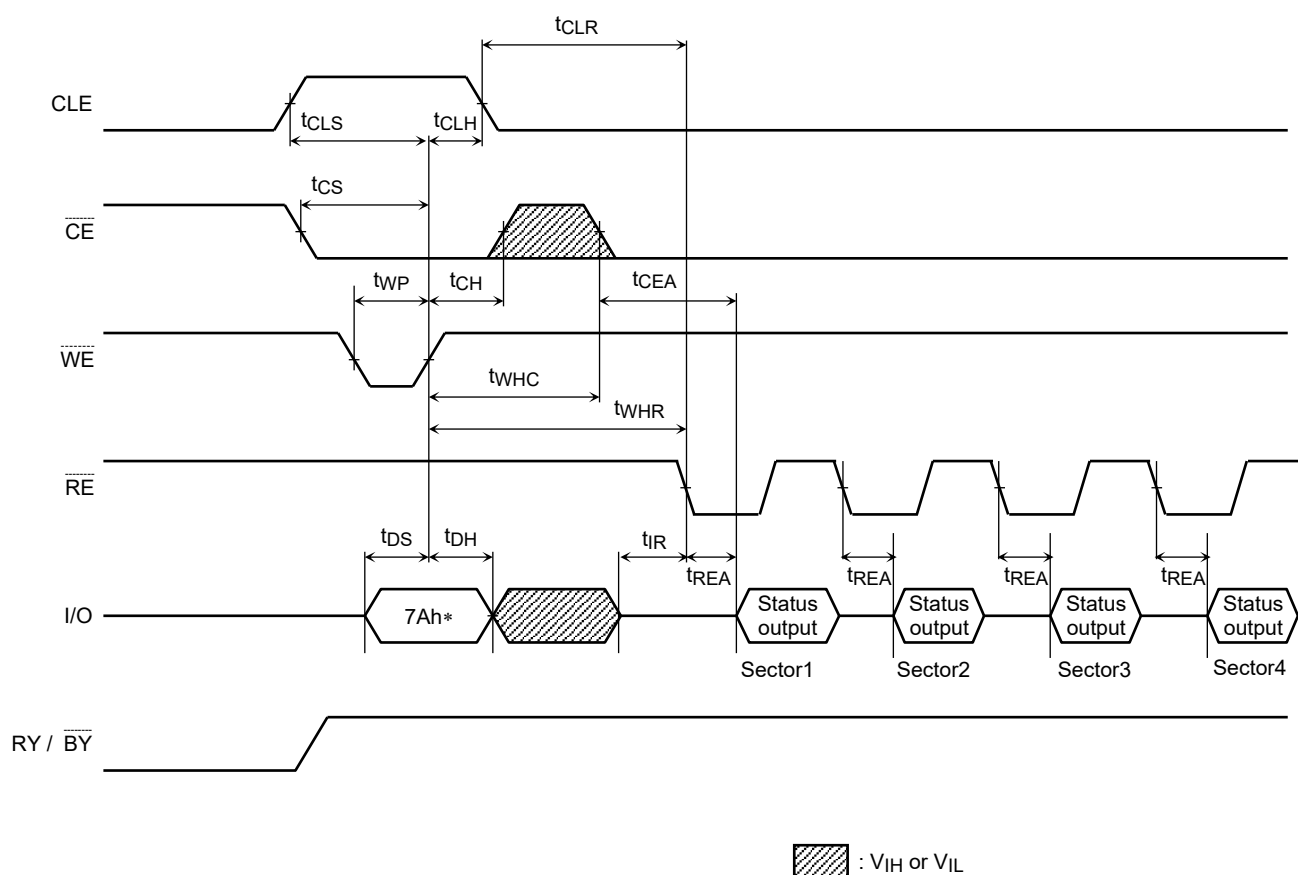 tCLR
CLE
tCLS
tCLH
tCS
CE
tWP
tCH
tCEA
WE
tWHC
tWHR
RE
tDS
tDH
tIR
tREA
tREA
tREA
tREA
I/O
7Ah*
Status output
Status output
Status output
Status output
Sector1
Sector2
Sector3
Sector4
RY / BY
: VIH or VIL